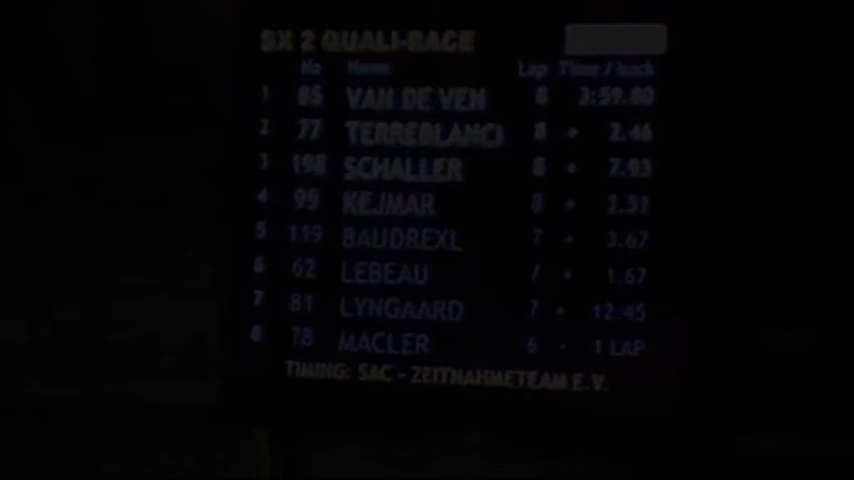 SX 2 QUALI-RACE
No Name Lap Time / back
1 85 VAN DE VEN 8 3:59.80
2 77 TERREBLANCH 8 + 2.46
3 198 SCHALLER 8 + 7.93
4 95 KEJMAR 8 + 1.31
5 119 BAUDREXL 7 + 3.67
6 62 LEBEAU 7 + 1.67
7 81 LYNGAARD 7 + 12.45
8 78 MACLER 6 - 1 LAP
TIMING: SAC - ZEITNAHMETEAM E.V.